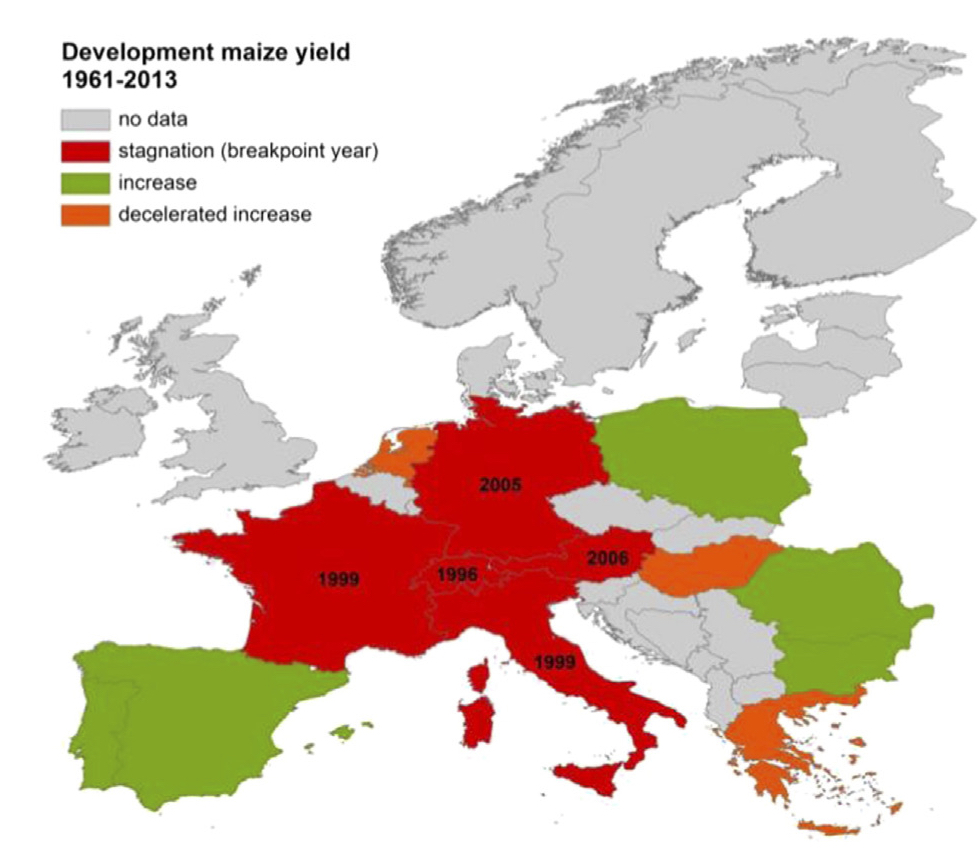 Development maize yield
1961-2013
no data
stagnation (breakpoint year)
increase
decelerated increase
2005
2006
1999
1996
1999